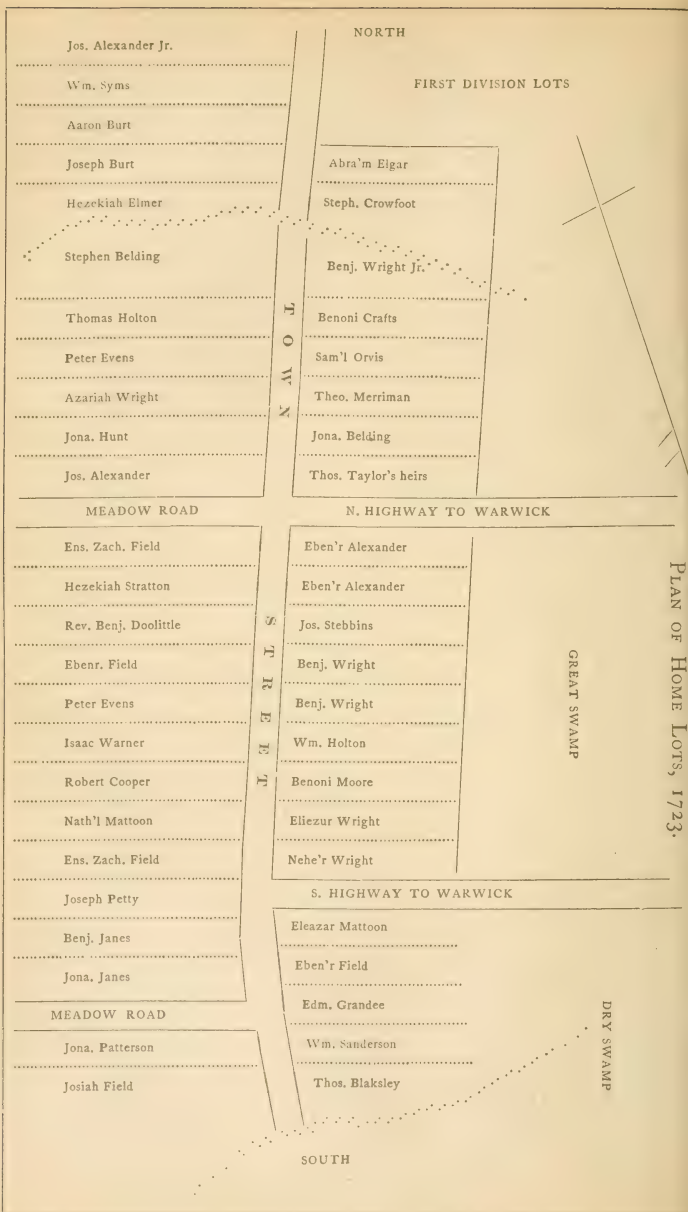 NORTH
FIRST DIVISION LOTS
Jos. Alexander Jr.
Wm. Syms
Aaron Burt
Joseph Burt
Hezekiah Elmer
Stephen Belding
Thomas Holton
Peter Evens
Azariah Wright
Jona. Hunt
Jos. Alexander
Abra'm Elgar
Steph. Crowfoot
Benj. Wright Jr.
Benoni Crafts
Sam'l Orvis
Theo. Merriman
Jona. Belding
Thos. Taylor's heirs
TOWN
MEADOW ROAD
N. HIGHWAY TO WARWICK
Ens. Zach. Field
Hezekiah Stratton
Rev. Benj. Doolittle
Ebenr. Field
Peter Evens
Isaac Warner
Robert Cooper
Nath'l Mattoon
Ens. Zach. Field
Joseph Petty
Benj. Janes
Jona. Janes
STREET
Eben'r Alexander
Eben'r Alexander
Jos. Stebbins
Benj. Wright
Benj. Wright
Wm. Holton
Benoni Moore
Eliezur Wright
Nehe'r Wright
GREAT SWAMP
PLAN OF HOME LOTS, 1723.
S. HIGHWAY TO WARWICK
Eleazar Mattoon
Eben'r Field
Edm. Grandee
Wm. Sanderson
Thos. Blaksley
DRY SWAMP
MEADOW ROAD
Jona. Patterson
Josiah Field
SOUTH